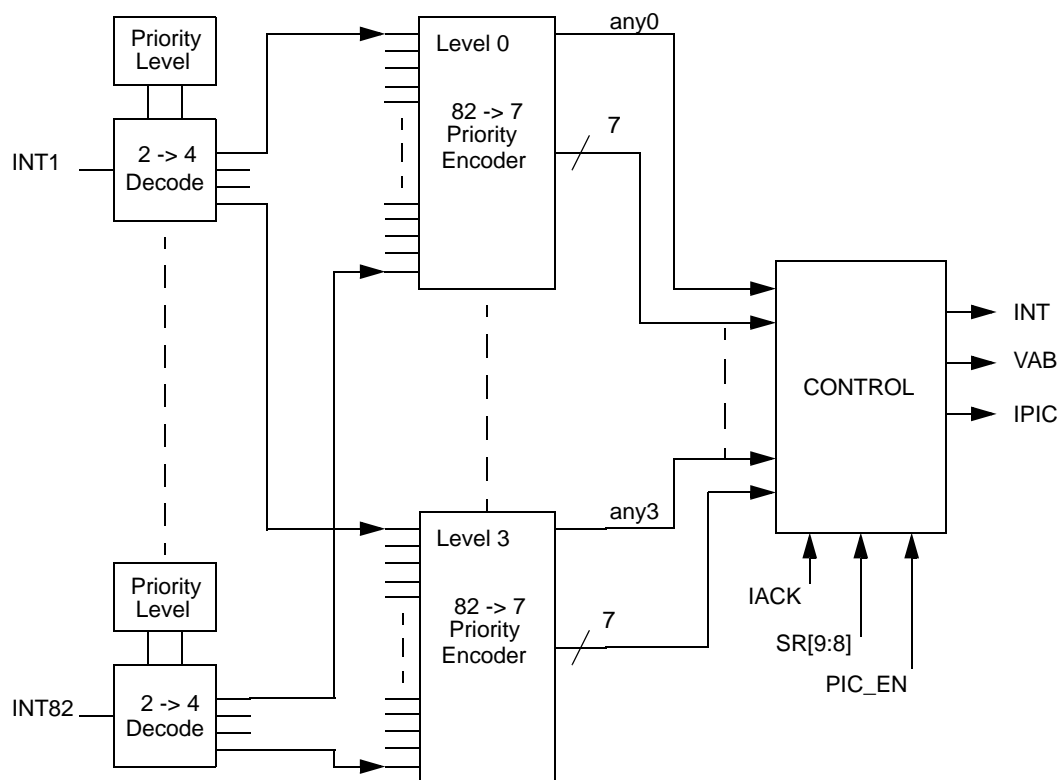 Priority
Level
INT1
2 -> 4
Decode
Level 0
82 -> 7
Priority
Encoder
any0
7
CONTROL
INT
VAB
IPIC
IACK
SR[9:8]
PIC_EN
Priority
Level
INT82
2 -> 4
Decode
Level 3
82 -> 7
Priority
Encoder
any3
7